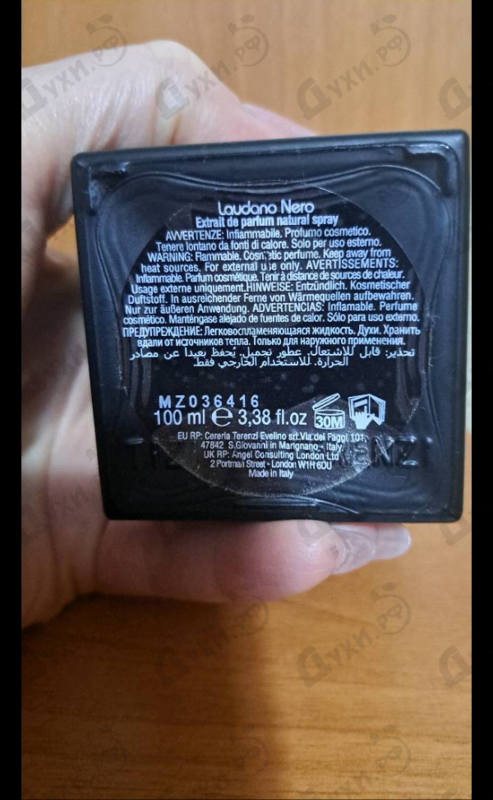 Laudano Nero
Extrait de parfum natural spray
AVVERTENZE: Infiammabile. Profumo cosmetico.
Tenere lontano da fonti di calore. Solo per uso esterno.
WARNING: Flammable. Cosmetic perfume. Keep away from
heat sources. For external use only. AVERTISSEMENTS:
Inflammable. Parfum cosmétique. Tenir à distance de sources de chaleur.
Usage externe uniquement. HINWEISE: Entzündlich. Kosmetischer
Duftstoff. In ausreichender Ferne von Wärmequellen aufbewahren.
Nur zur äußeren Anwendung. ADVERTENCIAS: Inflamable. Perfume
cosmético. Manténgase alejado de fuentes de calor. Sólo para uso externo.
ПРЕДУПРЕЖДЕНИЕ: Легковоспламеняющаяся жидкость. Духи. Хранить
вдали от источников тепла. Только для наружного применения.
تحذير: قابل للاشتعال. عطور تجميل. يُحفظ بعيدا عن مصادر
الحرارة. للاستخدام الخارجي فقط.
MZ036416
100 ml e 3,38 fl.oz 30M
EU RP: Cereria Terenzi Evelino srl.Via dei Faggi 101,
47842 S.Giovanni in Marignano - Italy
UK RP: Angel Consulting London Ltd
2 Portman Street - London W1H 6DU
Made in Italy
Духи.РФ